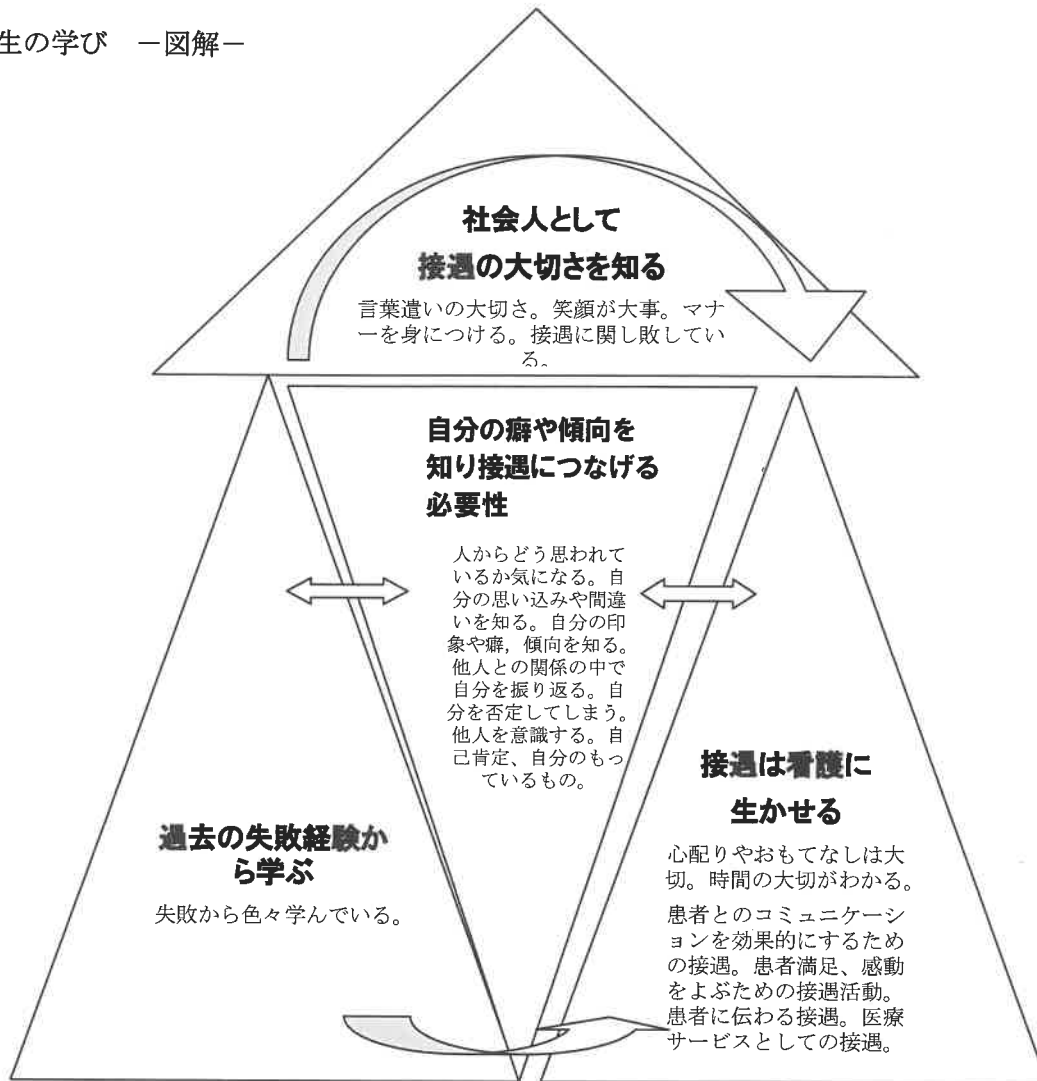 生の学び －図解－
社会人として
接遇の大切さを知る
言葉遣いの大切さ。笑顔が大事。マナ
ーを身につける。接遇に関し敗してい
る。
自分の癖や傾向を
知り接遇につなげる
必要性
人からどう思われて
いるか気になる。自
分の思い込みや間違
いを知る。自分の印
象や癖，傾向を知る。
他人との関係の中で
自分を振り返る。自
分を否定してしまう。
他人を意識する。自
己肯定、自分のもっ
ているもの。
過去の失敗経験か
ら学ぶ
失敗から色々学んでいる。
接遇は看護に
生かせる
心配りやおもてなしは大
切。時間の大切がわかる。
患者とのコミュニケーシ
ョンを効果的にするため
の接遇。患者満足、感動
をよぶための接遇活動。
患者に伝わる接遇。医療
サービスとしての接遇。